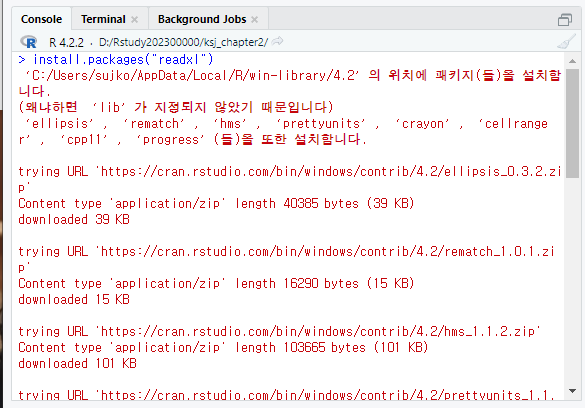 Console Terminal × Background Jobs ×
R 4.2.2 · D:/Rstudy202300000/ksj_chapter2/
> install.packages("readxl")
‘C:/Users/sujko/AppData/Local/R/win-library/4.2’의 위치에 패키지(들)을 설치합
니다.
(왜냐하면 ‘lib’가 지정되지 않았기 때문입니다)
‘ellipsis’, ‘rematch’, ‘hms’, ‘prettyunits’, ‘crayon’, ‘cellrange
r’, ‘cpp11’, ‘progress’(들)을 또한 설치합니다.
trying URL 'https://cran.rstudio.com/bin/windows/contrib/4.2/ellipsis_0.3.2.zi
p'
Content type 'application/zip' length 40385 bytes (39 KB)
downloaded 39 KB
trying URL 'https://cran.rstudio.com/bin/windows/contrib/4.2/rematch_1.0.1.zi
p'
Content type 'application/zip' length 16290 bytes (15 KB)
downloaded 15 KB
trying URL 'https://cran.rstudio.com/bin/windows/contrib/4.2/hms_1.1.2.zip'
Content type 'application/zip' length 103665 bytes (101 KB)
downloaded 101 KB
trying URL 'https://cran.rstudio.com/bin/windows/contrib/4.2/prettyunits_1.1.